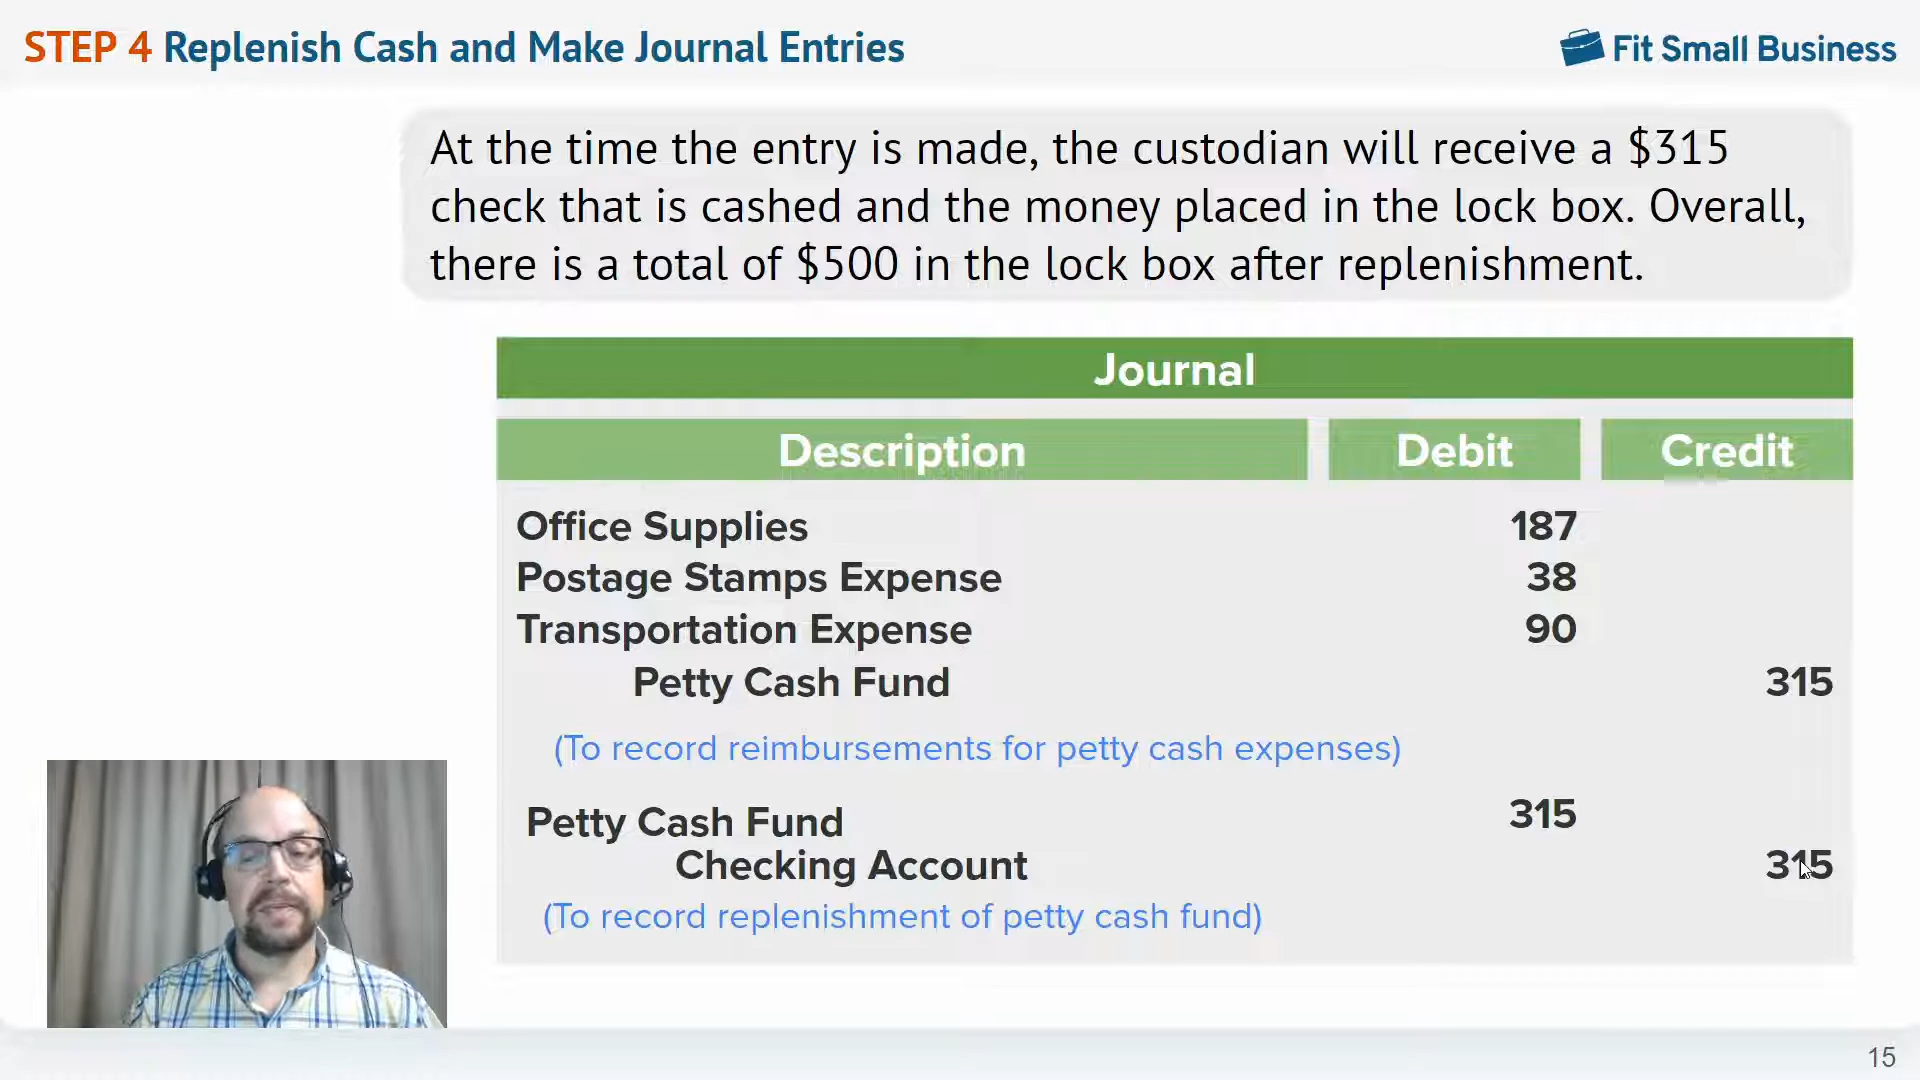 STEP 4 Replenish Cash and Make Journal Entries
Fit Small Business
At the time the entry is made, the custodian will receive a $315
check that is cashed and the money placed in the lock box. Overall,
there is a total of $500 in the lock box after replenishment.
Journal
Description Debit Credit
Office Supplies 187
Postage Stamps Expense 38
Transportation Expense 90
Petty Cash Fund 315
(To record reimbursements for petty cash expenses)
Petty Cash Fund 315
Checking Account 315
(To record replenishment of petty cash fund)
15